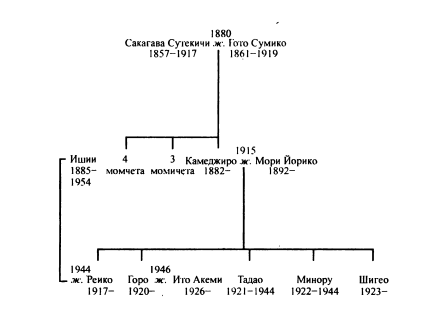 1880
Сакагава Сутекичи ж. Гото Сумико
1857–1917 1861–1919
1915
Ишии 4 3 Камеджиро ж. Мори Йорико
1885– момчета момичета 1882– 1892–
1954
1944 1946
ж. Рейко Горо ж. Ито Акеми Тадао Минору Шигео
1917– 1920– 1926– 1921–1944 1922–1944 1923–